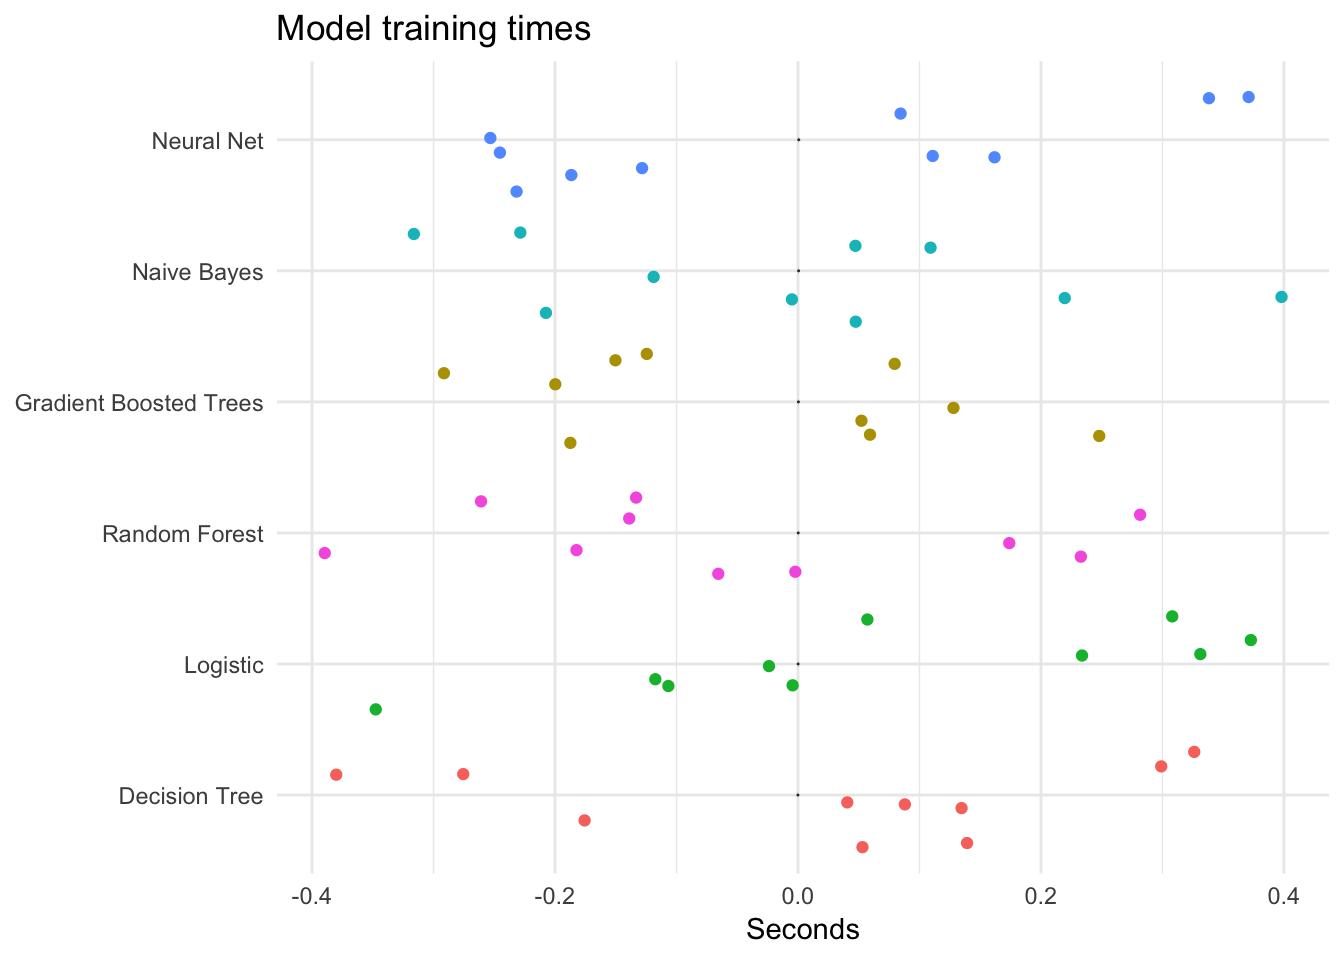 Model training times
Neural Net
Naive Bayes
Gradient Boosted Trees
Random Forest
Logistic
Decision Tree
-0.4 -0.2 0.0 0.2 0.4
Seconds